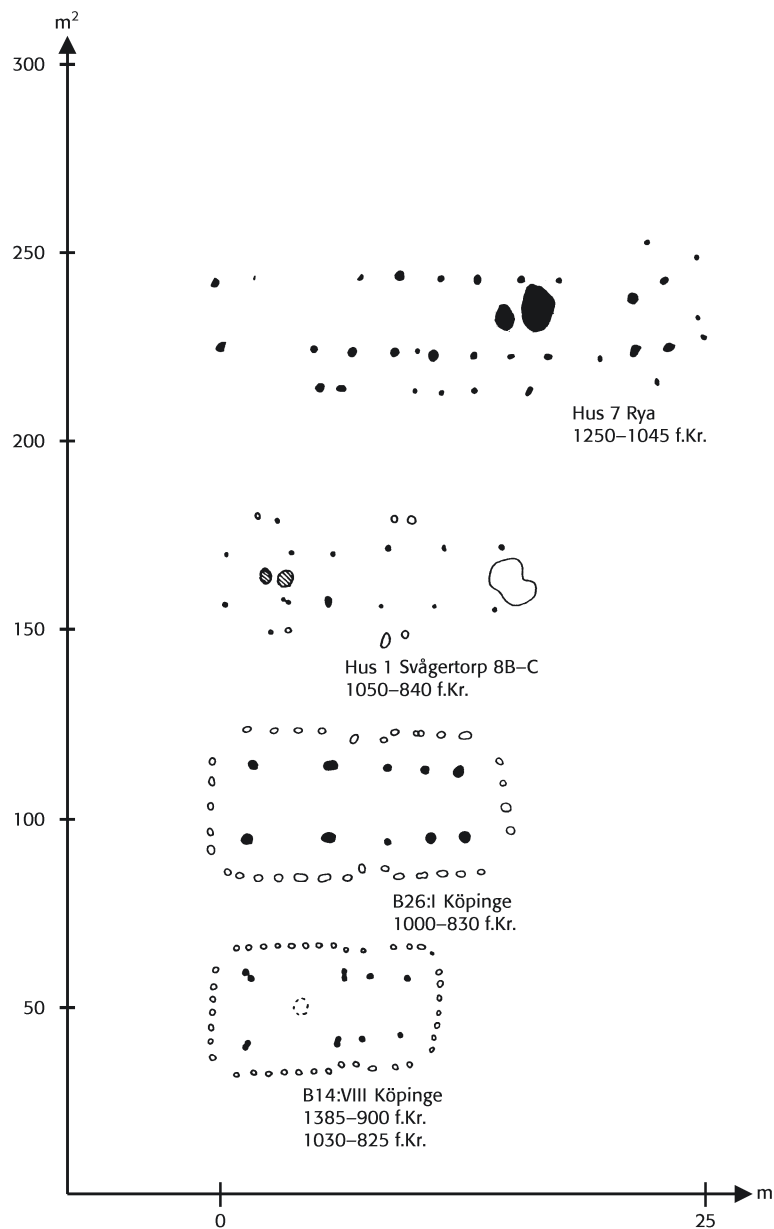 m²
300
250
Hus 7 Rya
1250–1045 f.Kr.
200
150
Hus 1 Svågertorp 8B–C
1050–840 f.Kr.
100
B26:I Köpinge
1000–830 f.Kr.
50
B14:VIII Köpinge
1385–900 f.Kr.
1030–825 f.Kr.
m
0
25